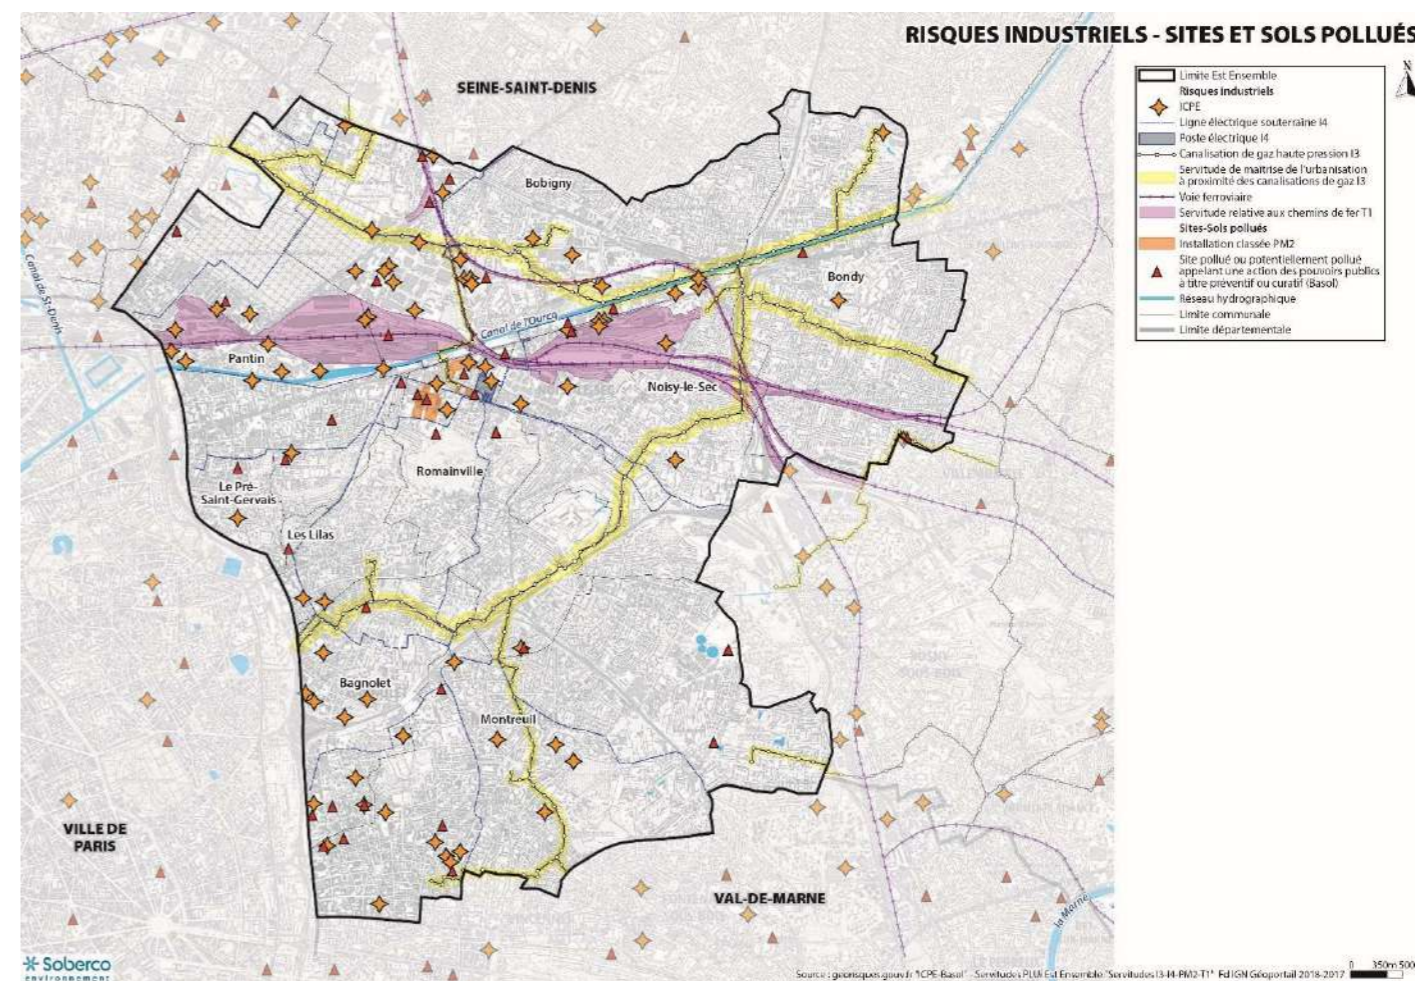 RISQUES INDUSTRIELS - SITES ET SOLS POLLUÉS
N
Limite Est Ensemble
Risques industriels
ICPE
Ligne électrique souterraine I4
Poste électrique I4
Canalisation de gaz haute pression I3
Servitude de maîtrise de l'urbanisation
à proximité des canalisations de gaz I3
Voie ferroviaire
Servitude relative aux chemins de fer T1
Sites-Sols pollués
Installation classée PM2
Site pollué ou potentiellement pollué
appelant une action des pouvoirs publics
à titre préventif ou curatif (Basol)
Réseau hydrographique
Limite communale
Limite départementale
SEINE-SAINT-DENIS
Bobigny
Canal de St-Denis
Bondy
Canal de l'Ourcq
Pantin
Noisy-le-Sec
Romainville
Le Pré-
Saint-Gervais
Les Lilas
Bagnolet
Montreuil
VILLE DE
PARIS
VAL-DE-MARNE
la Marne
Soberco
environnement
Source : georisques.gouv.fr "ICPE-Basol" - Servitudes PLUi Est Ensemble "Servitudes I3-I4-PM2-T1" Fd IGN Géoportail 2018-2017
0 350m 500